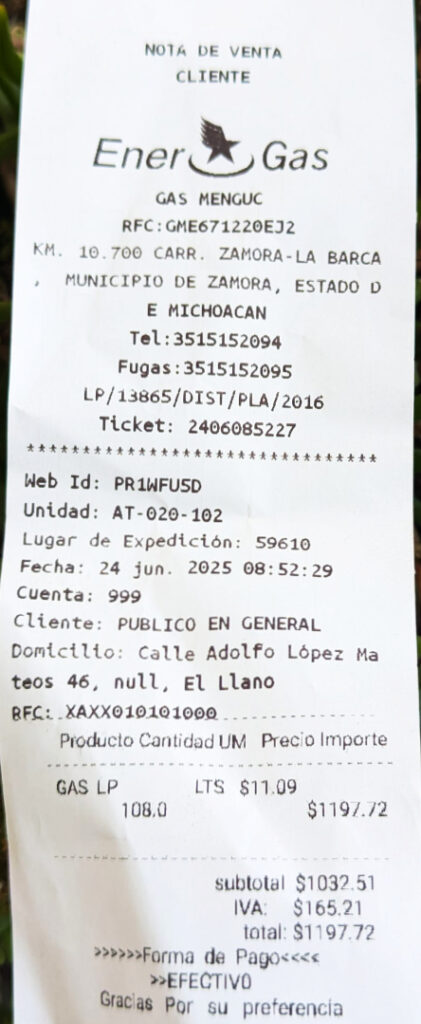 NOTA DE VENTA
CLIENTE
Ener Gas
GAS MENGUC
RFC:GME671220EJ2
KM. 10.700 CARR. ZAMORA-LA BARCA
, MUNICIPIO DE ZAMORA, ESTADO D
E MICHOACAN
Tel:3515152094
Fugas:3515152095
LP/13865/DIST/PLA/2016
Ticket: 2406085227
*********************************
Web Id: PR1WFU5D
Unidad: AT-020-102
Lugar de Expedición: 59610
Fecha: 24 jun. 2025 08:52:29
Cuenta: 999
Cliente: PUBLICO EN GENERAL
Domicilio: Calle Adolfo López Ma
teos 46, null, El Llano
RFC: XAXX010101000
Producto Cantidad UM Precio Importe
GAS LP LTS $11.09
108.0 $1197.72
subtotal $1032.51
IVA: $165.21
total: $1197.72
>>>>>>Forma de Pago<<<<
>>EFECTIVO
Gracias Por su preferencia